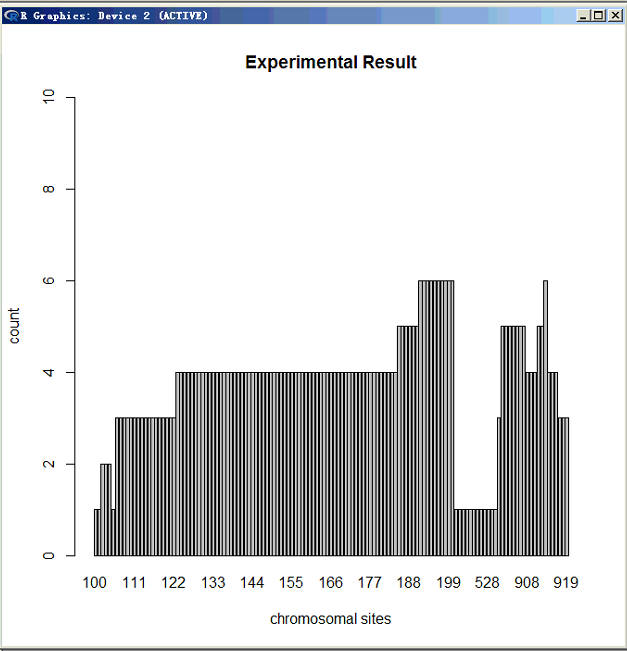 R Graphics: Device 2 (ACTIVE)
Experimental Result
10
8
6
4
2
0
count
100 111 122 133 144 155 166 177 188 199 528 908 919
chromosomal sites